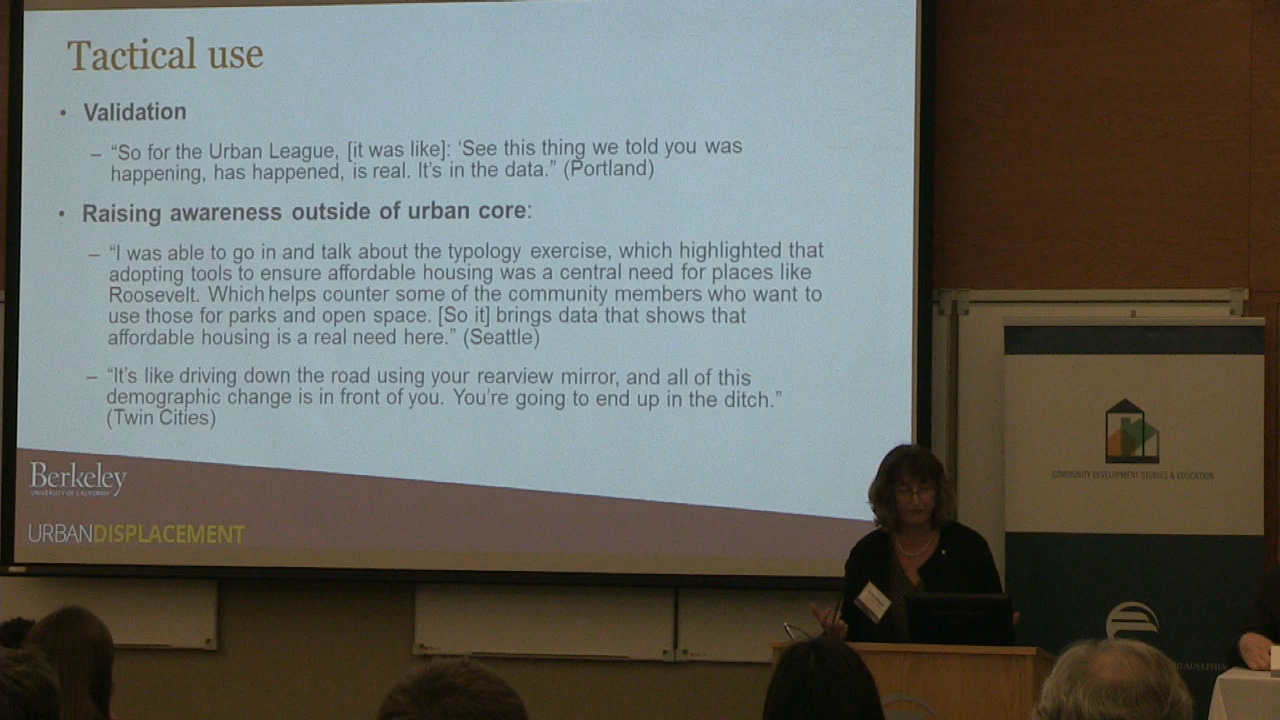 Tactical use
• Validation
– “So for the Urban League, [it was like]: ‘See this thing we told you was
happening, has happened, is real. It’s in the data.” (Portland)
• Raising awareness outside of urban core:
– “I was able to go in and talk about the typology exercise, which highlighted that
adopting tools to ensure affordable housing was a central need for places like
Roosevelt. Which helps counter some of the community members who want to
use those for parks and open space. [So it] brings data that shows that
affordable housing is a real need here.” (Seattle)
– “It’s like driving down the road using your rearview mirror, and all of this
demographic change is in front of you. You’re going to end up in the ditch.”
(Twin Cities)
Berkeley
UNIVERSITY OF CALIFORNIA
URBANDISPLACEMENT
COMMUNITY DEVELOPMENT STUDIES & EDUCATION